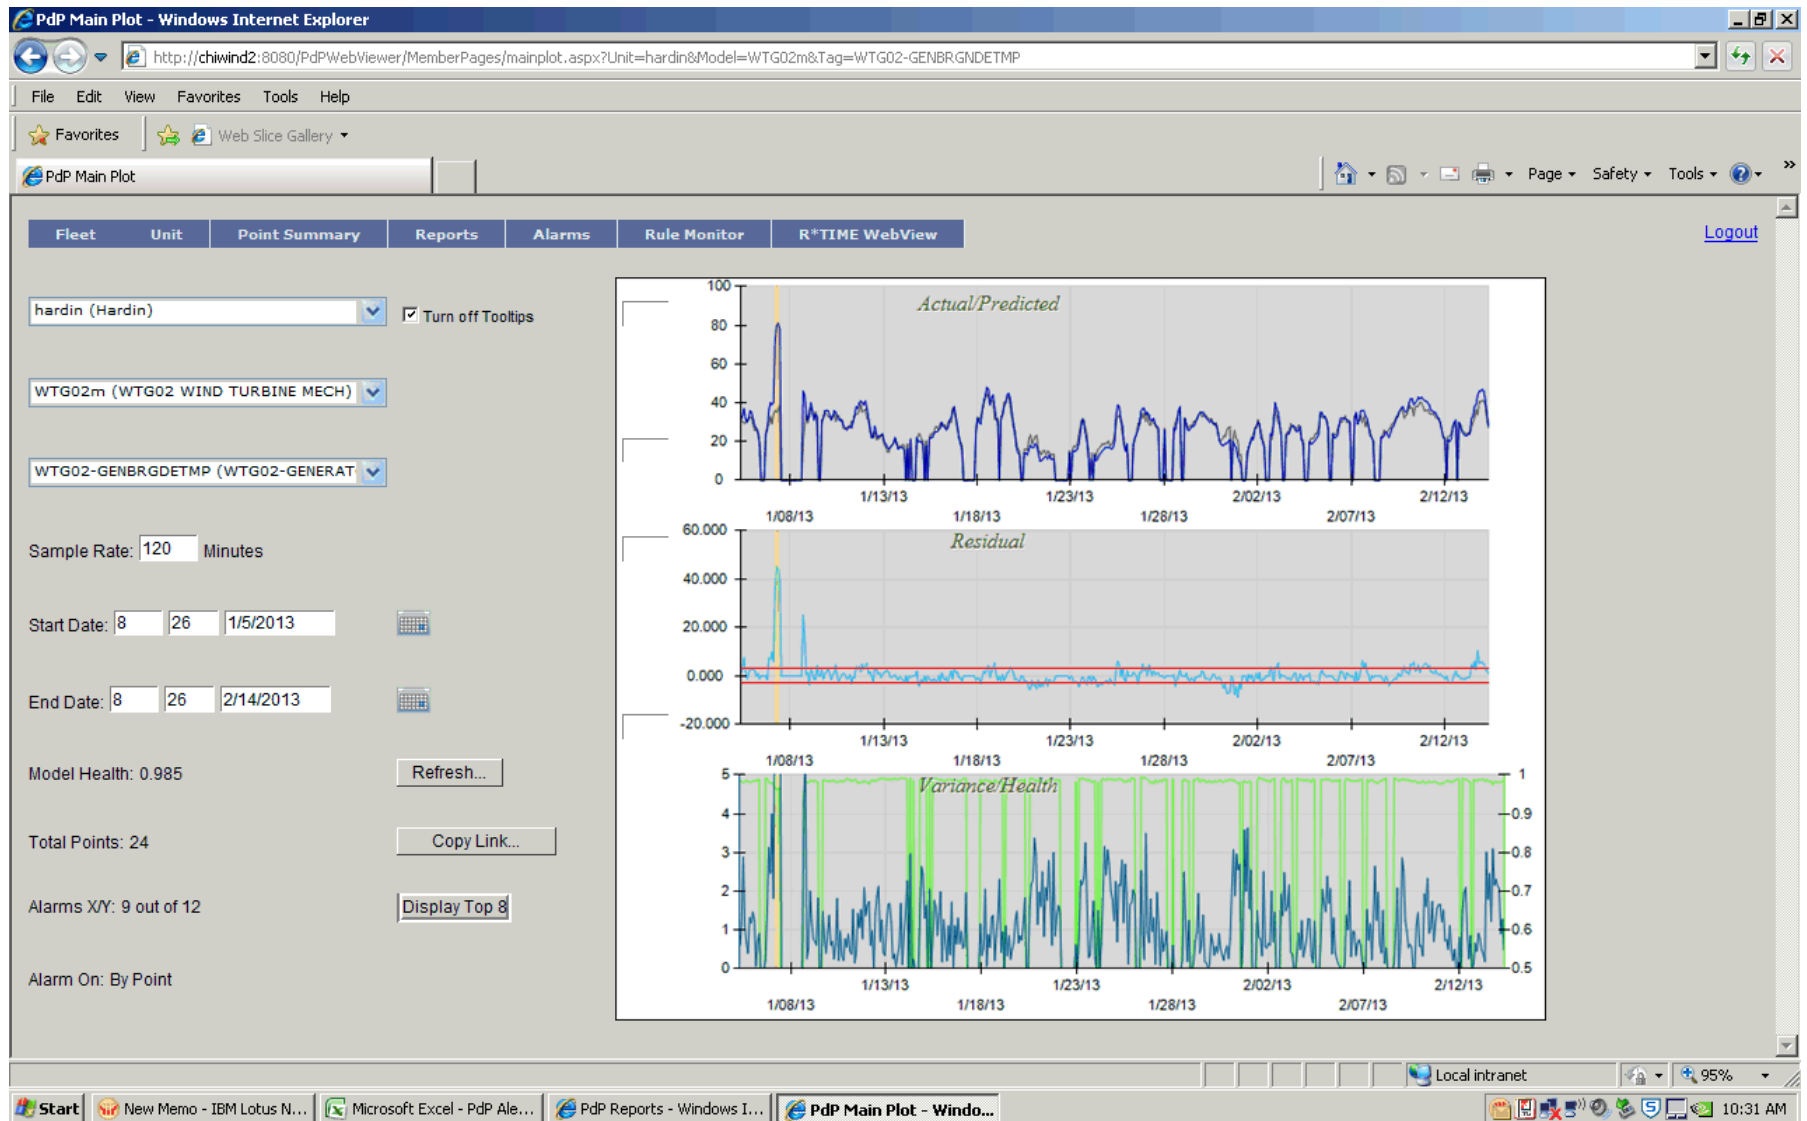 PdP Main Plot - Windows Internet Explorer
http://chiwind2:8080/PdPWebViewer/MemberPages/mainplot.aspx?Unit=hardin&Model=WTG02m&Tag=WTG02-GENBRGNDETMP
File Edit View Favorites Tools Help
Favorites Web Slice Gallery
PdP Main Plot Page Safety Tools »
Fleet Unit Point Summary Reports Alarms Rule Monitor R*TIME WebView Logout
hardin (Hardin) Turn off Tooltips
WTG02m (WTG02 WIND TURBINE MECH)
WTG02-GENBRGDETMP (WTG02-GENERAT
Sample Rate: 120 Minutes
Start Date: 8 26 1/5/2013
End Date: 8 26 2/14/2013
Model Health: 0.985 Refresh...
Total Points: 24 Copy Link...
Alarms X/Y: 9 out of 12 Display Top 8
Alarm On: By Point
Actual/Predicted
100
80
60
40
20
0
1/13/13 1/23/13 2/02/13 2/12/13
1/08/13 1/18/13 1/28/13 2/07/13
Residual
60.000
40.000
20.000
0.000
-20.000
1/13/13 1/23/13 2/02/13 2/12/13
1/08/13 1/18/13 1/28/13 2/07/13
Variance/Health
5 1
4 0.9
3 0.8
2 0.7
1 0.6
0 0.5
1/13/13 1/23/13 2/02/13 2/12/13
1/08/13 1/18/13 1/28/13 2/07/13
Local intranet 95%
Start New Memo - IBM Lotus N... Microsoft Excel - PdP Ale... PdP Reports - Windows I... PdP Main Plot - Windo... 10:31 AM